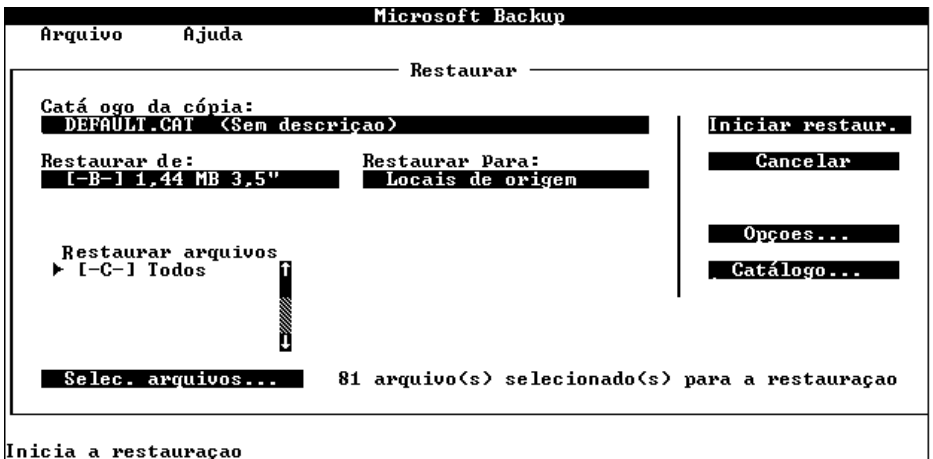 Microsoft Backup
Arquivo Ajuda
Restaurar
Catá ogo da cópia:
DEFAULT.CAT (Sem descriçao)
Iniciar restaur.
Restaurar de: Restaurar Para:
[-B-] 1,44 MB 3,5" Locais de origem
Cancelar
Opçoes...
Restaurar arquivos
[-C-] Todos
Catálogo...
Selec. arquivos... 81 arquivo(s) selecionado(s) para a restauraçao
Inicia a restauraçao